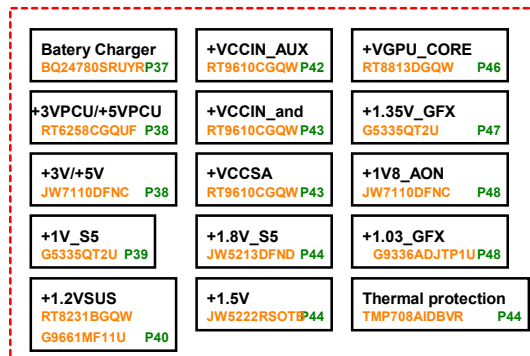 Batery Charger
BQ24780SRUYR P37
+3VPCU/+5VPCU
RT6258CGQUF P38
+3V/+5V
JW7110DFNC P38
+1V_S5
G5335QT2U P39
+1.2VSUS
RT8231BGQW
G9661MF11U P40
+VCCIN_AUX
RT9610CGQW P42
+VCCIN_and
RT9610CGQW P43
+VCCSA
RT9610CGQW P43
+1.8V_S5
JW5213DFND P44
+1.5V
JW5222RSOTB P44
+VGPU_CORE
RT8813DGQW P46
+1.35V_GFX
G5335QT2U P47
+1V8_AON
JW7110DFNC P48
+1.03_GFX
G9336ADJTP1U P48
Thermal protection
TMP708AIDBVR P44